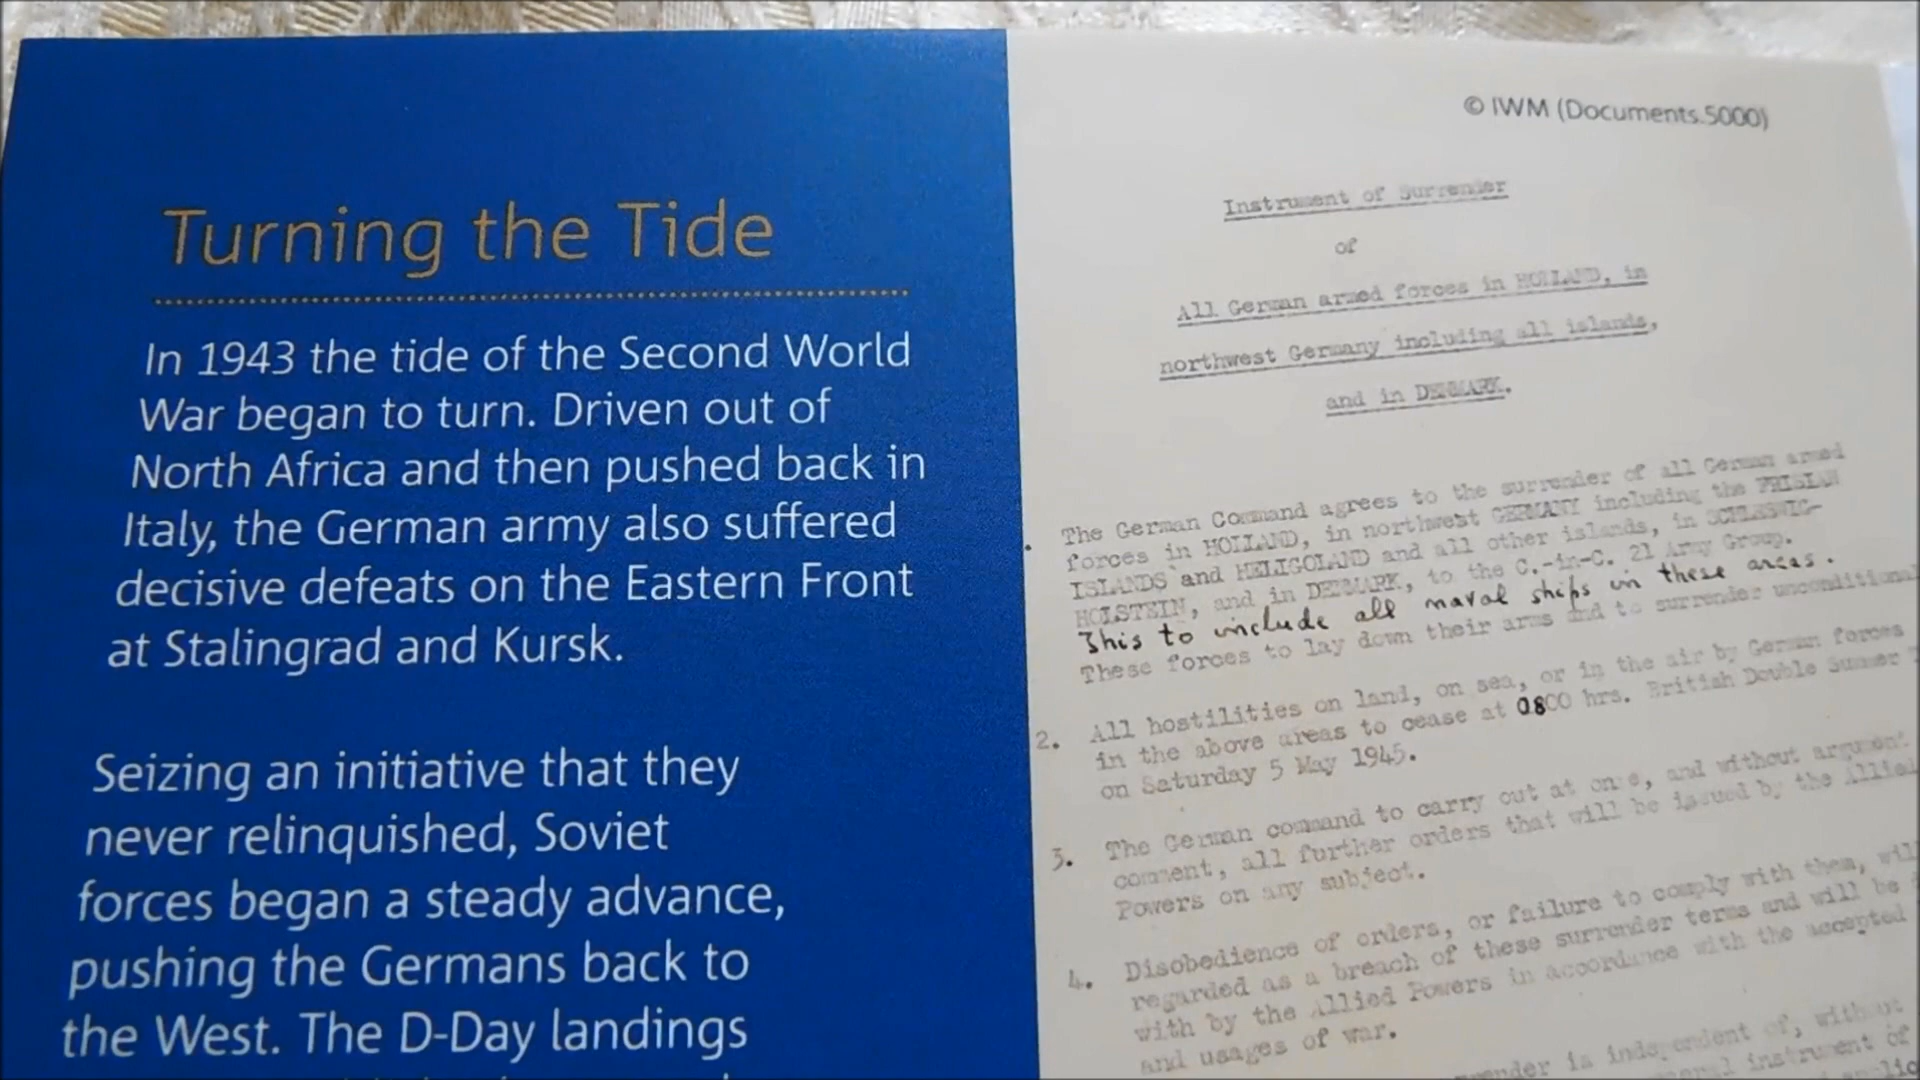 Turning the Tide
In 1943 the tide of the Second World
War began to turn. Driven out of
North Africa and then pushed back in
Italy, the German army also suffered
decisive defeats on the Eastern Front
at Stalingrad and Kursk.
Seizing an initiative that they
never relinquished, Soviet
forces began a steady advance,
pushing the Germans back to
the West. The D-Day landings
© IWM (Documents.5000)
Instrument of Surrender
of
All German armed forces in HOLLAND, in
northwest Germany including all islands,
and in DENMARK.
The German Command agrees to the surrender of all German armed
forces in HOLLAND, in northwest GERMANY including the FRISIAN
ISLANDS and HELIGOLAND and all other islands, in SCHLESWIG-
HOLSTEIN, and in DENMARK, to the C.-in-C. 21 Army Group.
This to include all naval ships in these areas.
These forces to lay down their arms and to surrender
2. All hostilities on land, on sea, or in the air by German forces
in the above areas to cease at 0800 hrs. British Double Summer
on Saturday 5 May 1945.
3. The German command to carry out at once, and without argument
comment, all further orders that will be issued by the Allied
Powers on any subject.
4. Disobedience of orders, or failure to comply with them, will
regarded as a breach of these surrender terms and will be
with by the Allied Powers in accordance with the accepted
and usages of war.
is independent of, without
instrument of